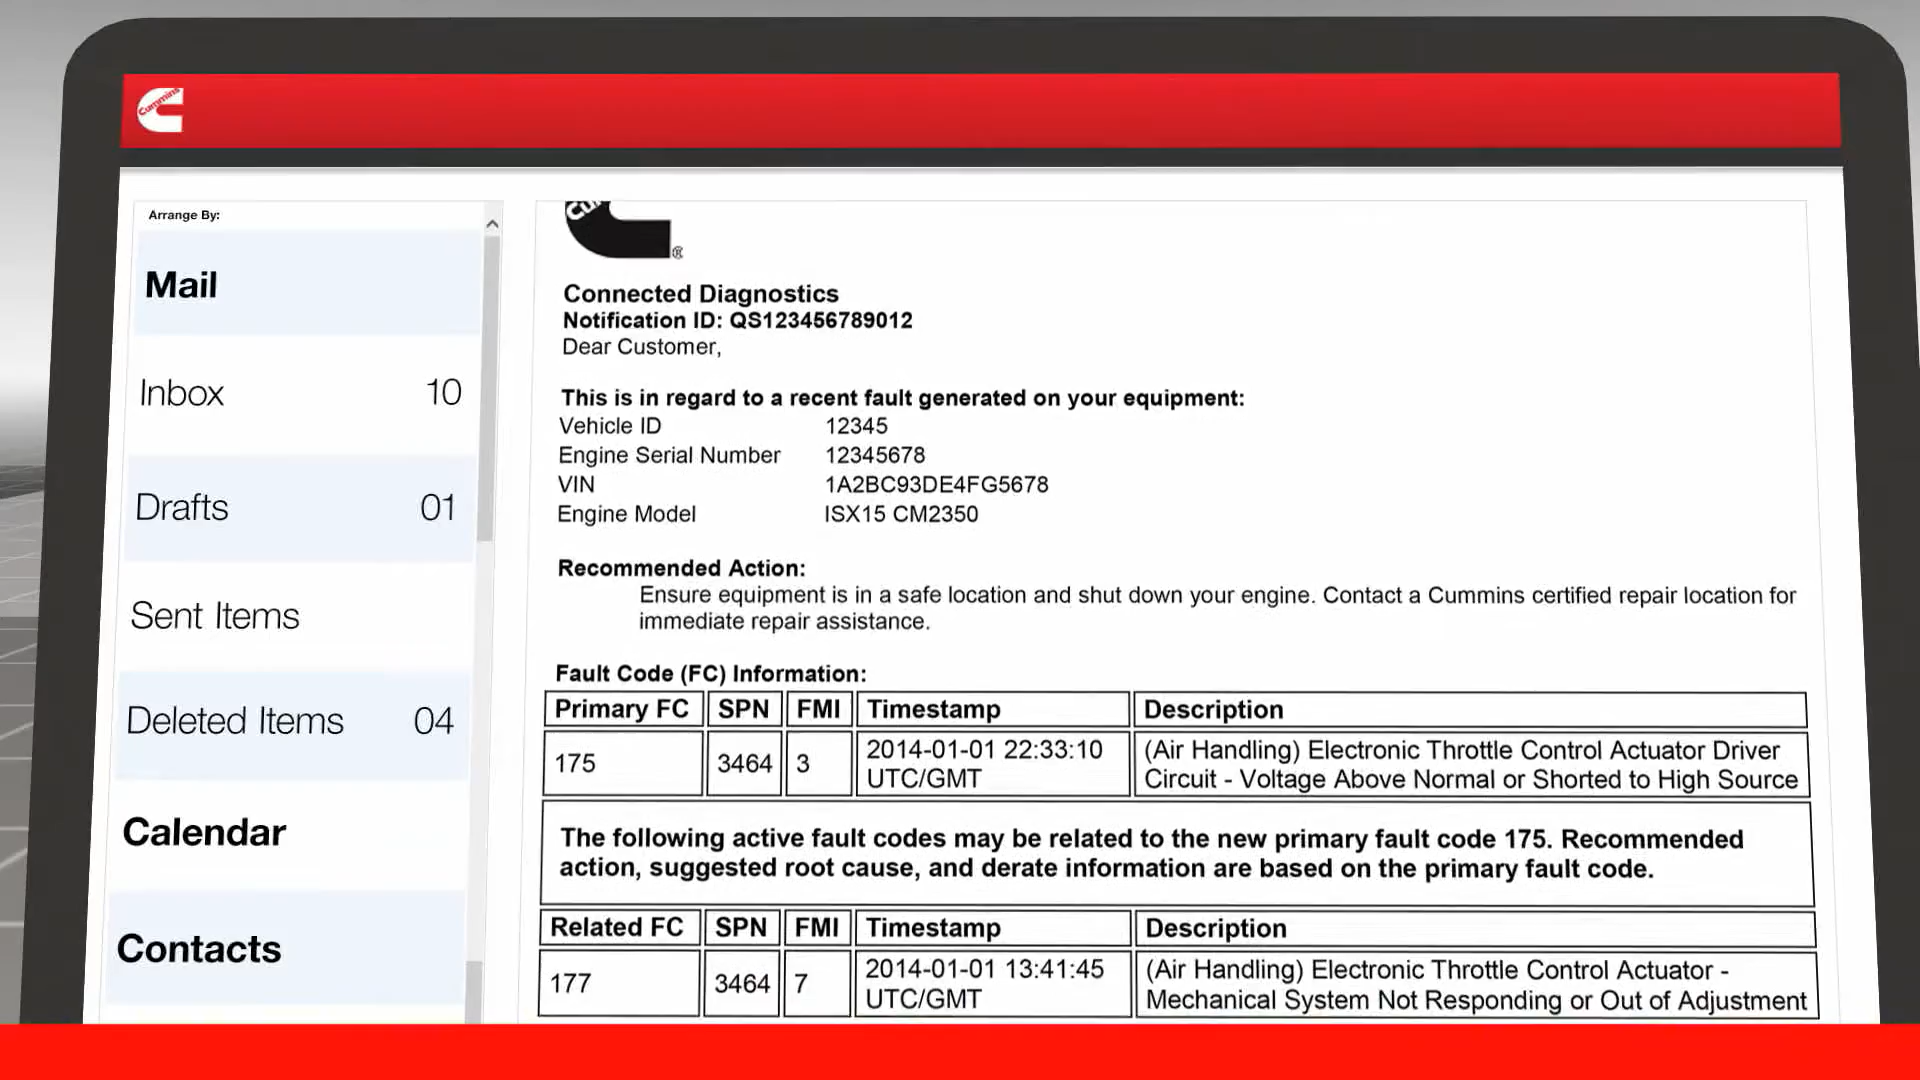 Cummins
Arrange By:
Mail
Inbox 10
Drafts 01
Sent Items
Deleted Items 04
Calendar
Contacts
®
Connected Diagnostics
Notification ID: QS123456789012
Dear Customer,
This is in regard to a recent fault generated on your equipment:
Vehicle ID 12345
Engine Serial Number 12345678
VIN 1A2BC93DE4FG5678
Engine Model ISX15 CM2350
Recommended Action:
Ensure equipment is in a safe location and shut down your engine. Contact a Cummins certified repair location for
immediate repair assistance.
Fault Code (FC) Information:
Primary FC SPN FMI Timestamp Description
175 3464 3 2014-01-01 22:33:10 UTC/GMT (Air Handling) Electronic Throttle Control Actuator Driver
Circuit - Voltage Above Normal or Shorted to High Source
The following active fault codes may be related to the new primary fault code 175. Recommended
action, suggested root cause, and derate information are based on the primary fault code.
Related FC SPN FMI Timestamp Description
177 3464 7 2014-01-01 13:41:45 UTC/GMT (Air Handling) Electronic Throttle Control Actuator -
Mechanical System Not Responding or Out of Adjustment